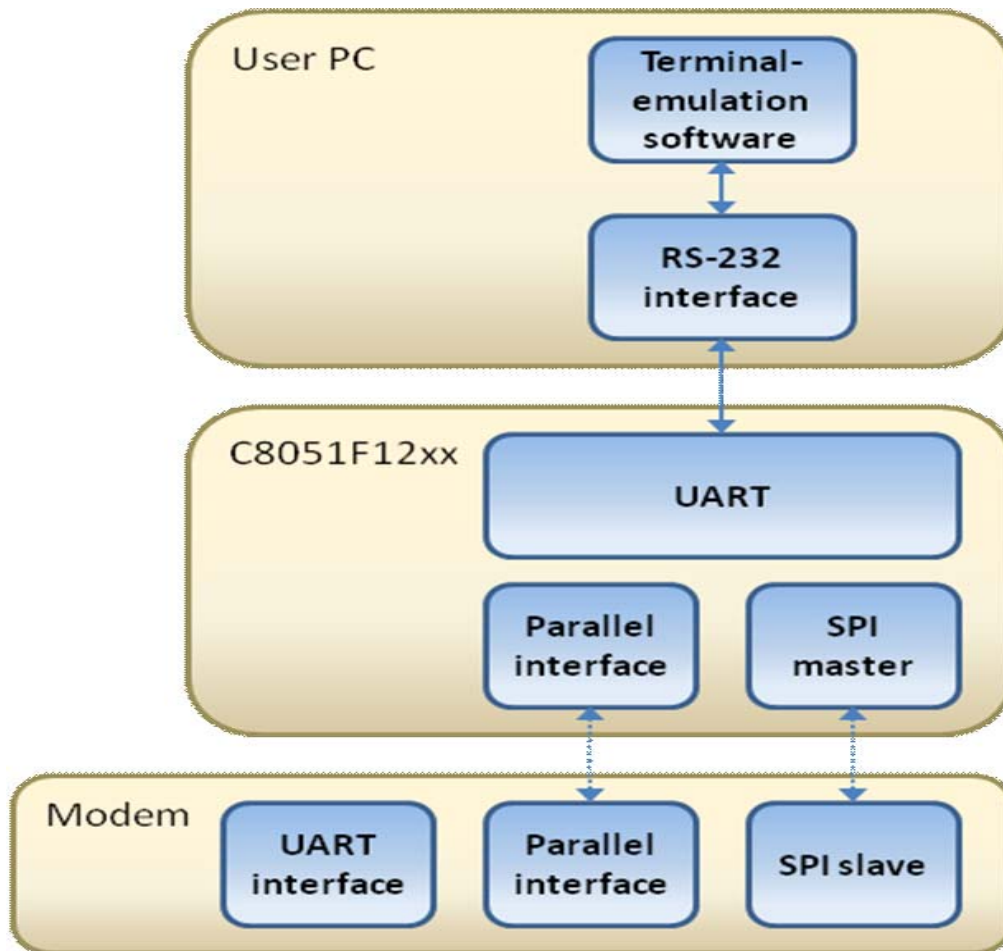 User PC
Terminal-
emulation
software
RS-232
interface
C8051F12xx
UART
Parallel
interface
SPI
master
Modem
UART
interface
Parallel
interface
SPI slave